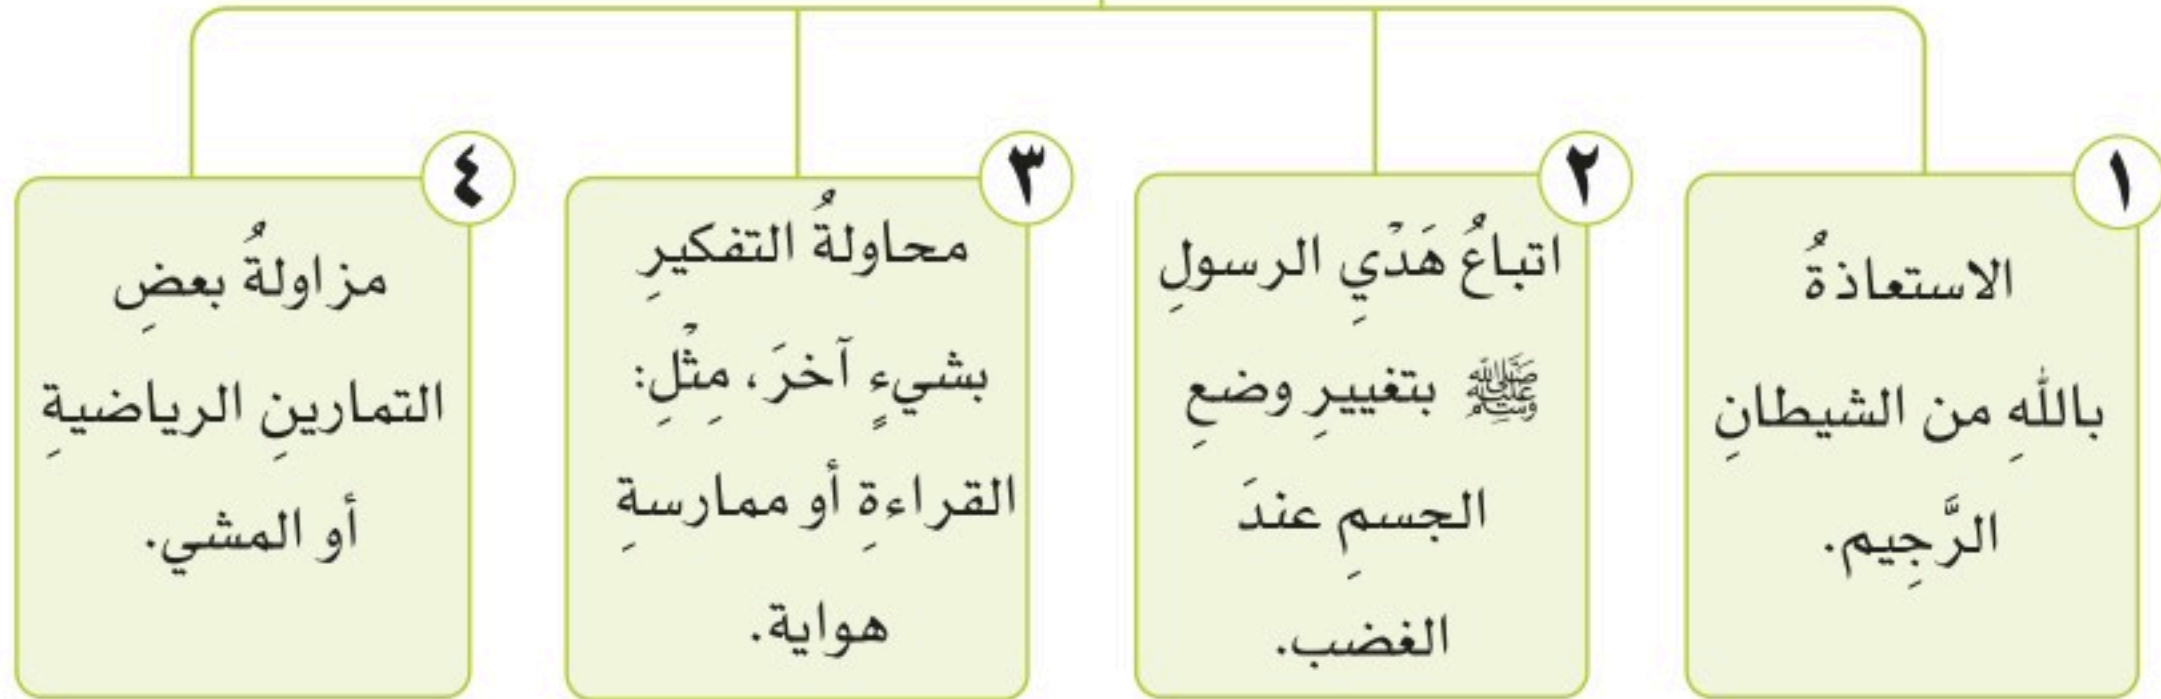 ١
الاستعاذةُ
باللهِ من الشيطانِ
الرَّجِيم.
٢
اتباعُ هَدْيِ الرسولِ
ﷺ بتغييرِ وضعِ
الجسمِ عندَ
الغضب.
٣
محاولةُ التفكيرِ
بشيءٍ آخرَ، مِثْلِ:
القراءةِ أو ممارسةِ
هواية.
٤
مزاولةُ بعضِ
التمارينِ الرياضيةِ
أو المشي.